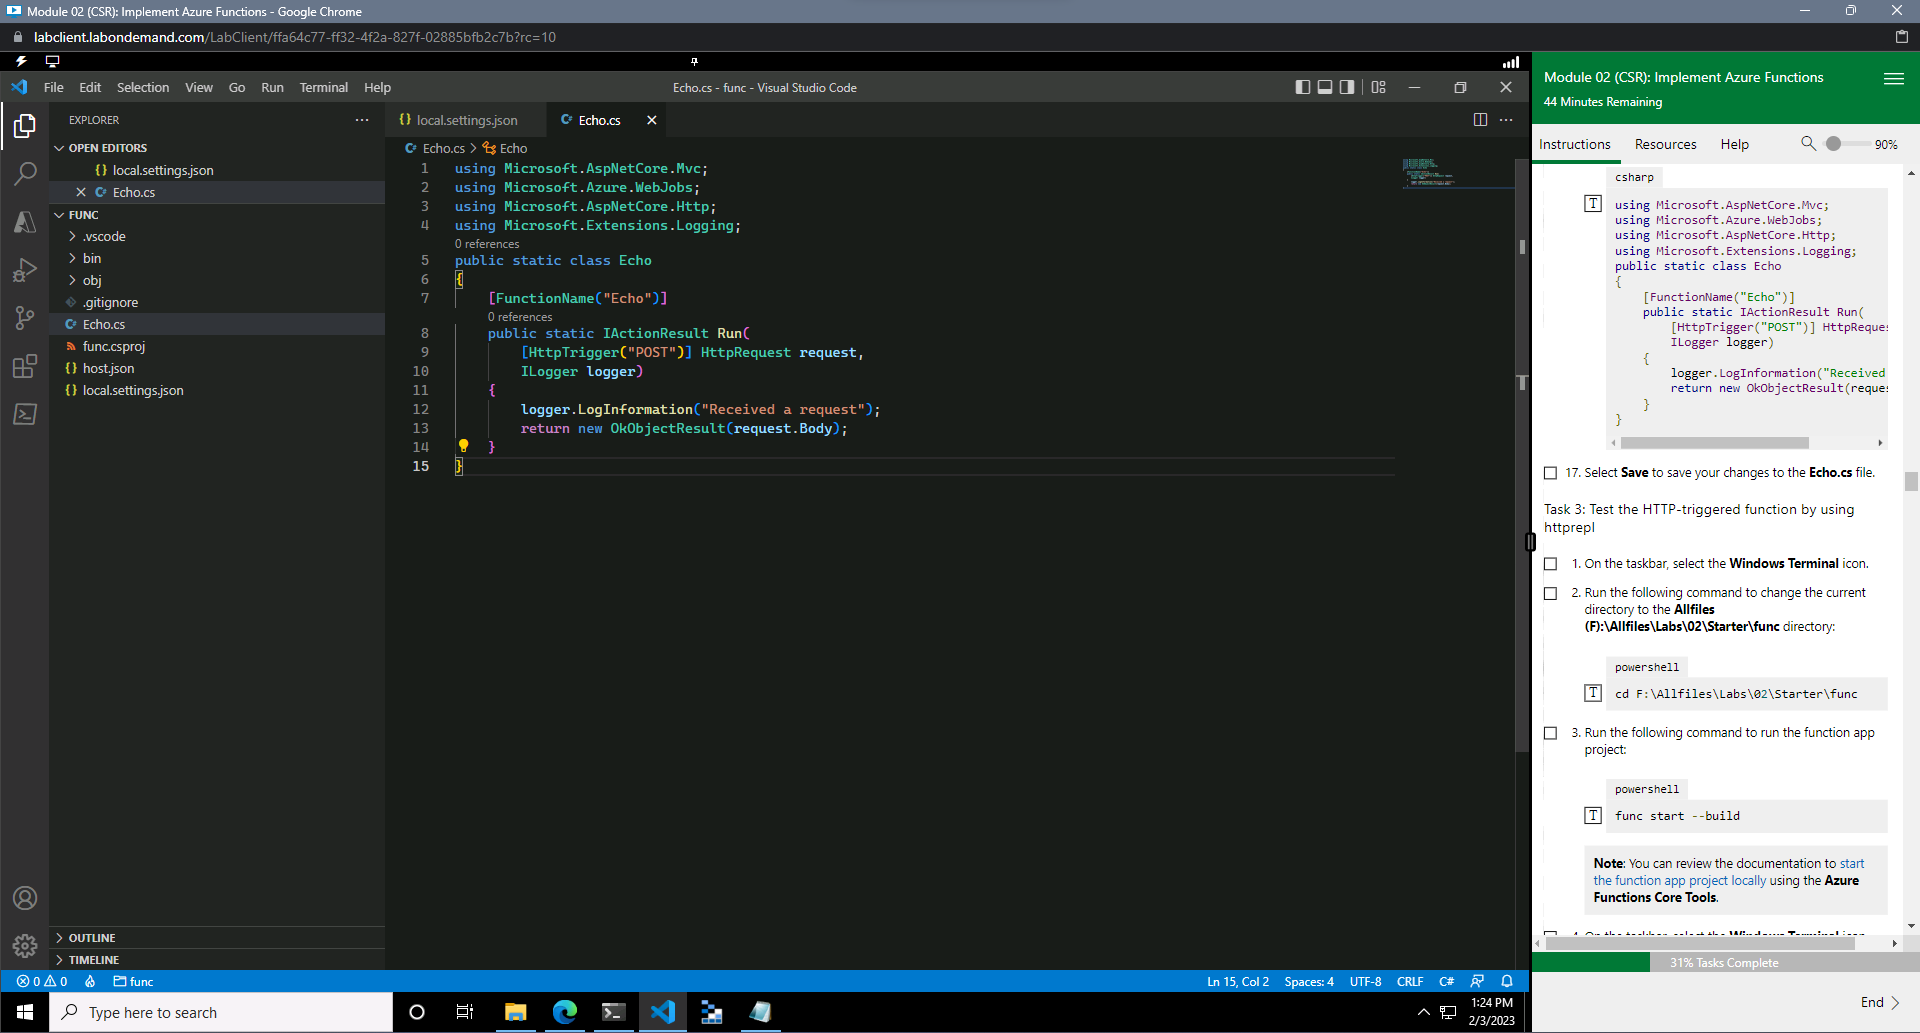 Module 02 (CSR): Implement Azure Functions - Google Chrome
labclient.labondemand.com/LabClient/ffa64c77-ff32-4f2a-827f-02885bfb2c7b?rc=10
File Edit Selection View Go Run Terminal Help
Echo.cs - func - Visual Studio Code
EXPLORER
OPEN EDITORS
local.settings.json
Echo.cs
FUNC
.vscode
bin
obj
.gitignore
Echo.cs
func.csproj
host.json
local.settings.json
OUTLINE
TIMELINE
local.settings.json
Echo.cs
Echo.cs > Echo
1 using Microsoft.AspNetCore.Mvc;
2 using Microsoft.Azure.WebJobs;
3 using Microsoft.AspNetCore.Http;
4 using Microsoft.Extensions.Logging;
0 references
5 public static class Echo
6 {
7 [FunctionName("Echo")]
0 references
8 public static IActionResult Run(
9 [HttpTrigger("POST")] HttpRequest request,
10 ILogger logger)
11 {
12 logger.LogInformation("Received a request");
13 return new OkObjectResult(request.Body);
14 }
15 }
0 0 func
Ln 15, Col 2 Spaces: 4 UTF-8 CRLF C#
Type here to search
1:24 PM
2/3/2023
Module 02 (CSR): Implement Azure Functions
44 Minutes Remaining
Instructions Resources Help 90%
csharp
T
using Microsoft.AspNetCore.Mvc;
using Microsoft.Azure.WebJobs;
using Microsoft.AspNetCore.Http;
using Microsoft.Extensions.Logging;
public static class Echo
{
[FunctionName("Echo")]
public static IActionResult Run(
[HttpTrigger("POST")] HttpReque
ILogger logger)
{
logger.LogInformation("Received
return new OkObjectResult(reque
}
}
17. Select Save to save your changes to the Echo.cs file.
Task 3: Test the HTTP-triggered function by using
httprepl
1. On the taskbar, select the Windows Terminal icon.
2. Run the following command to change the current
directory to the Allfiles
(F):\Allfiles\Labs\02\Starter\func directory:
powershell
T cd F:\Allfiles\Labs\02\Starter\func
3. Run the following command to run the function app
project:
powershell
T func start --build
Note: You can review the documentation to start
the function app project locally using the Azure
Functions Core Tools.
4. On the taskbar, select the Windows Terminal icon
31% Tasks Complete
End >